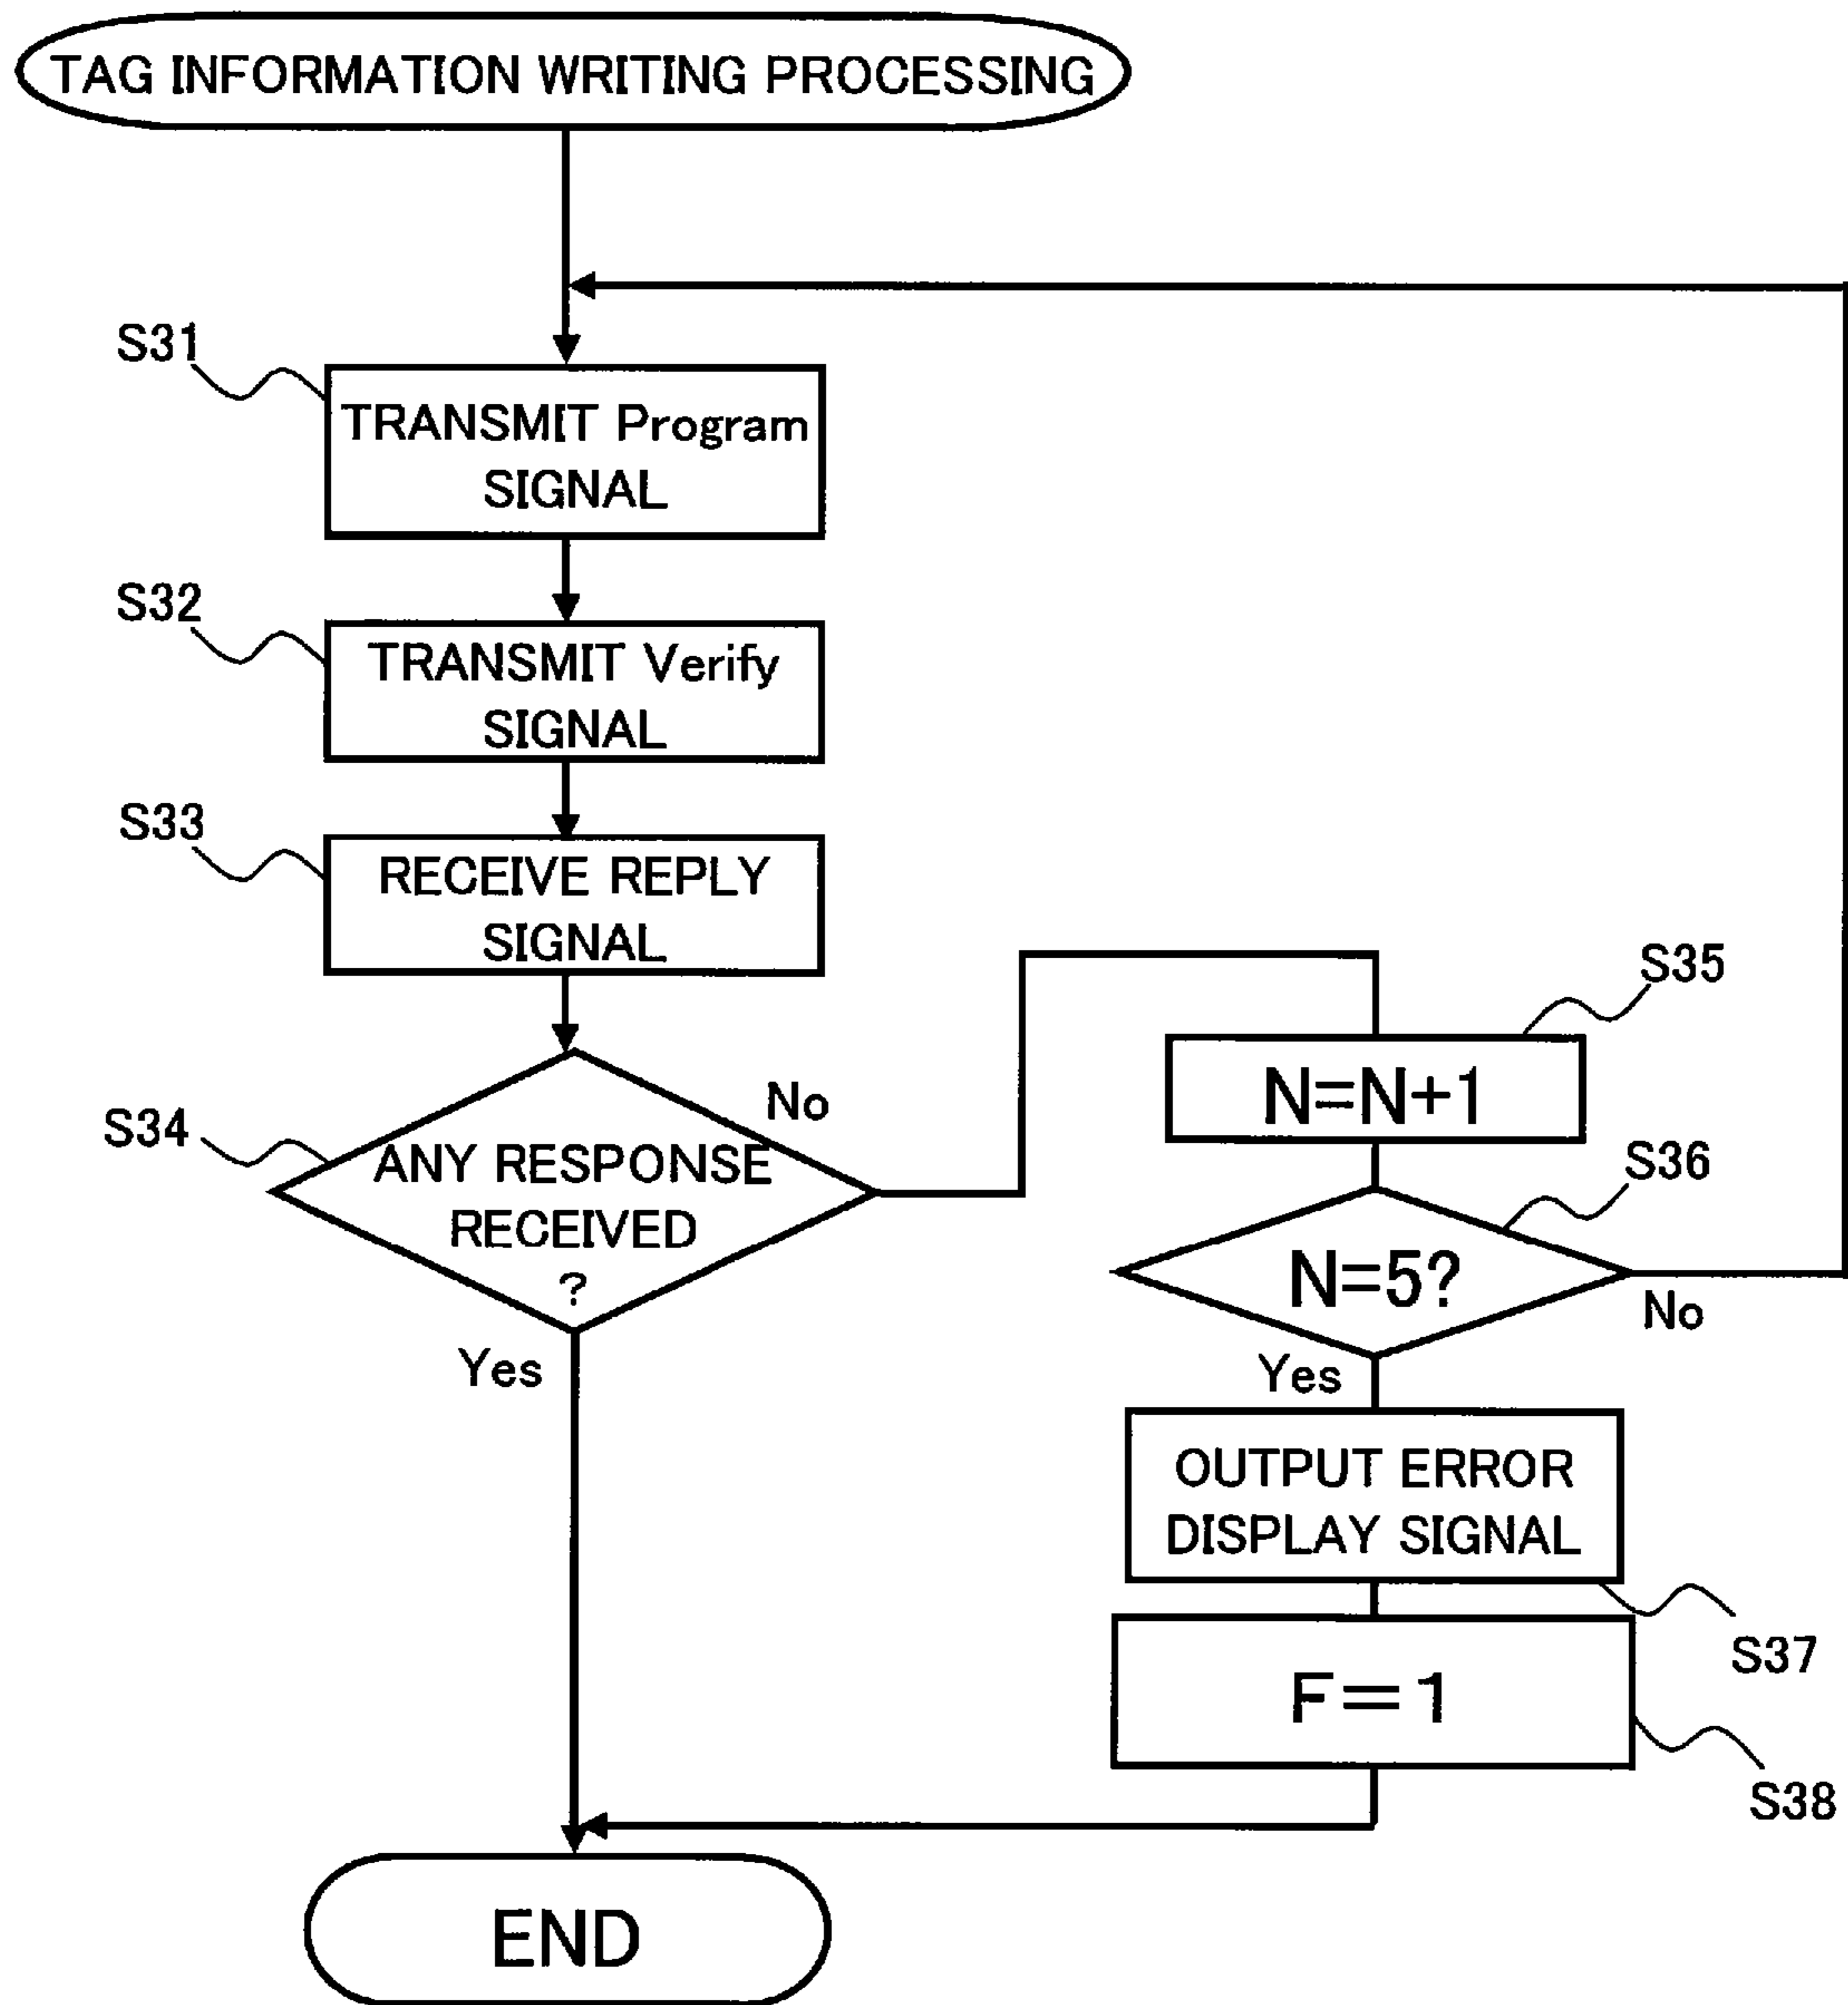 TAG INFORMATION WRITING PROCESSING
S31
TRANSMIT Program
SIGNAL
S32
TRANSMIT Verify
SIGNAL
S33
RECEIVE REPLY
SIGNAL
S34
ANY RESPONSE
RECEIVED
?
No
Yes
S35
N=N+1
S36
N=5?
No
Yes
OUTPUT ERROR
DISPLAY SIGNAL
S37
F=1
S38
END